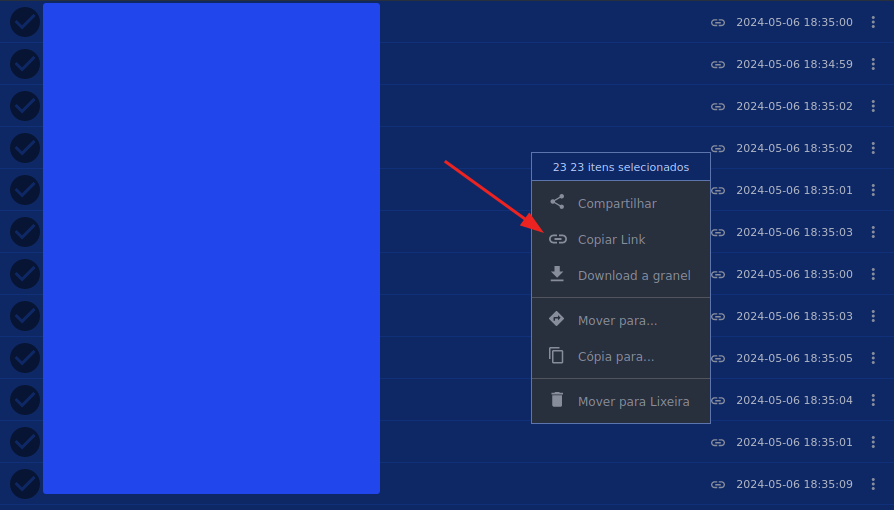 2024-05-06 18:35:00
2024-05-06 18:34:59
2024-05-06 18:35:02
2024-05-06 18:35:02
23 23 itens selecionados
2024-05-06 18:35:01
Compartilhar
2024-05-06 18:35:03
Copiar Link
2024-05-06 18:35:00
Download a granel
2024-05-06 18:35:03
Mover para...
2024-05-06 18:35:05
Cópia para...
2024-05-06 18:35:04
Mover para Lixeira
2024-05-06 18:35:01
2024-05-06 18:35:09